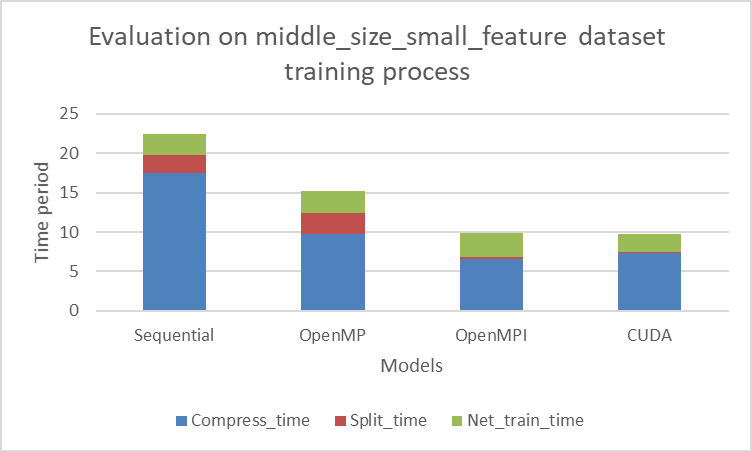 Evaluation on middle_size_small_feature dataset
training process
25
20
15
10
5
0
Time period
Sequential
OpenMP
OpenMPI
CUDA
Models
Compress_time
Split_time
Net_train_time